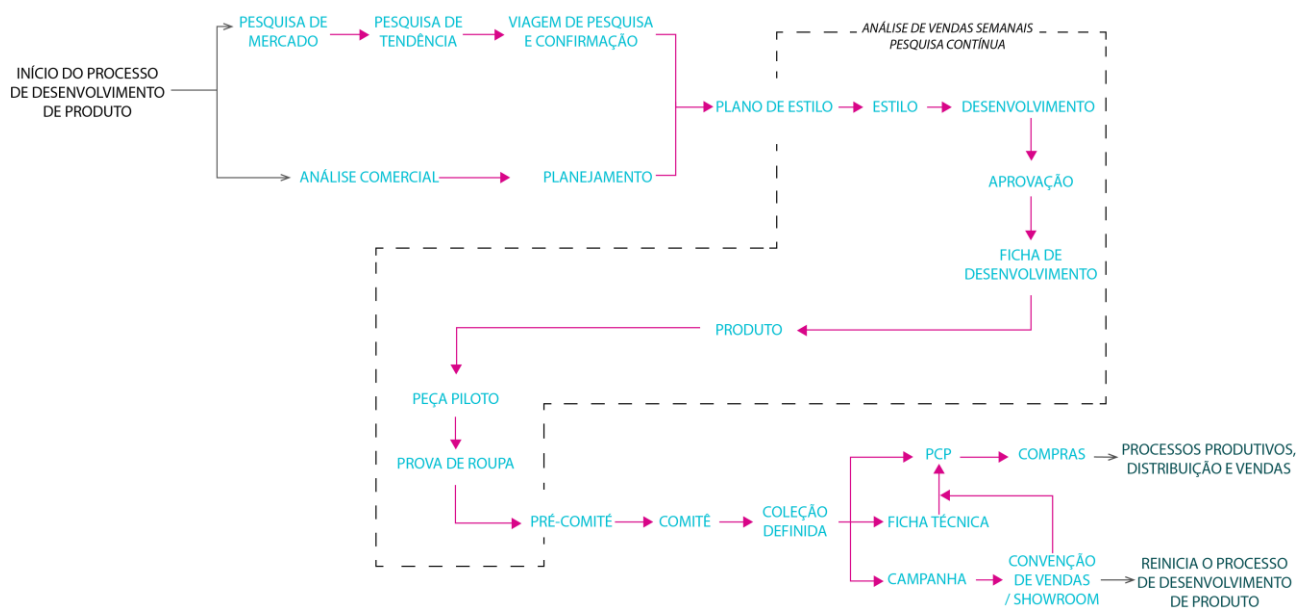 PESQUISA DE
MERCADO
PESQUISA DE
TENDÊNCIA
VIAGEM DE PESQUISA
E CONFIRMAÇÃO
ANÁLISE DE VENDAS SEMANAIS
PESQUISA CONTÍNUA
INÍCIO DO PROCESSO
DE DESENVOLVIMENTO
DE PRODUTO
PLANO DE ESTILO
ESTILO
DESENVOLVIMENTO
ANÁLISE COMERCIAL
PLANEJAMENTO
APROVAÇÃO
FICHA DE
DESENVOLVIMENTO
PRODUTO
PEÇA PILOTO
PROVA DE ROUPA
PRÉ-COMITÉ
COMITÊ
COLEÇÃO
DEFINIDA
PCP
COMPRAS
PROCESSOS PRODUTIVOS,
DISTRIBUIÇÃO E VENDAS
FICHA TÉCNICA
CAMPANHA
CONVENÇÃO
DE VENDAS
/ SHOWROOM
REINICIA O PROCESSO
DE DESENVOLVIMENTO
DE PRODUTO